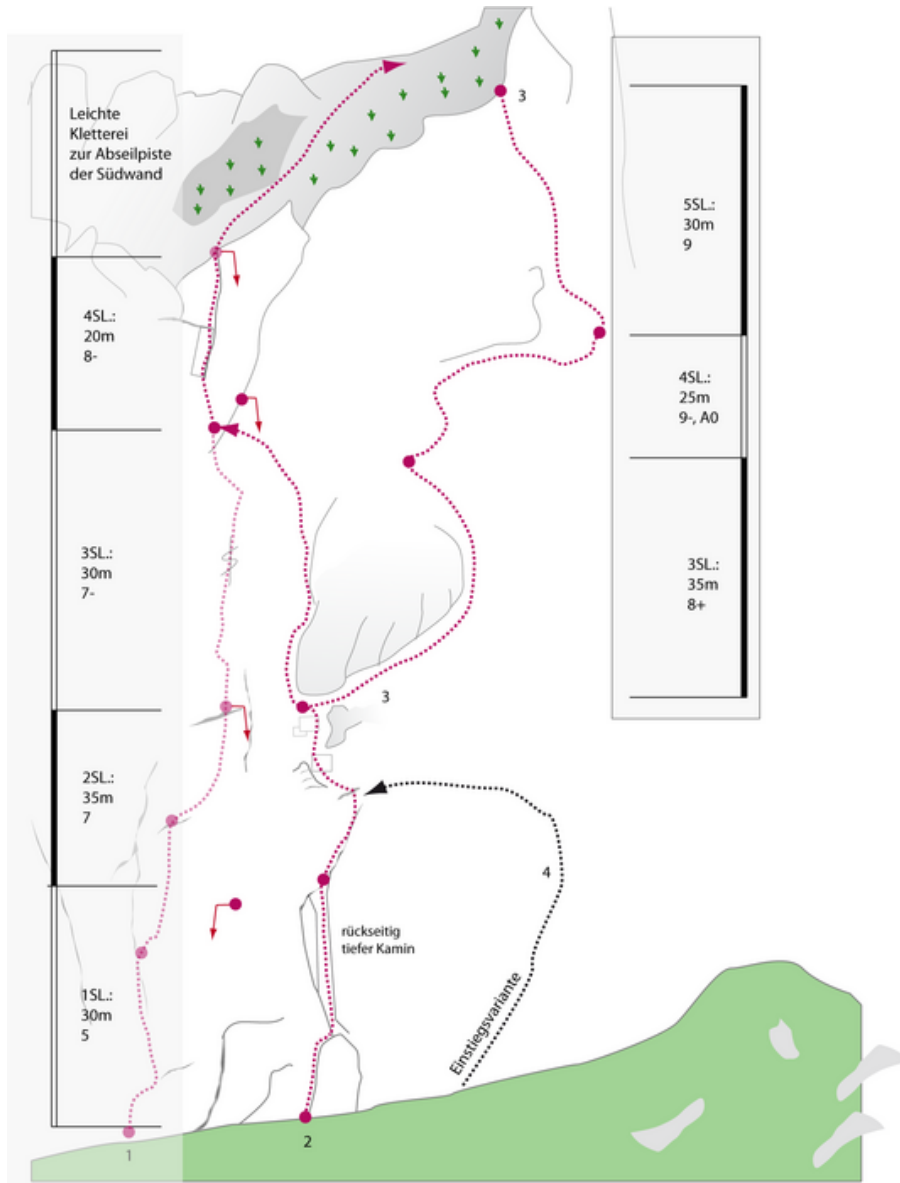 3
Leichte
Kletterei
zur Abseilpiste
der Südwand
4SL.:
20m
8-
3SL.:
30m
7-
2SL.:
35m
7
1SL.:
30m
5
5SL.:
30m
9
4SL.:
25m
9-, A0
3SL.:
35m
8+
3
4
rückseitig
tiefer Kamin
Einstiegsvariante
1
2